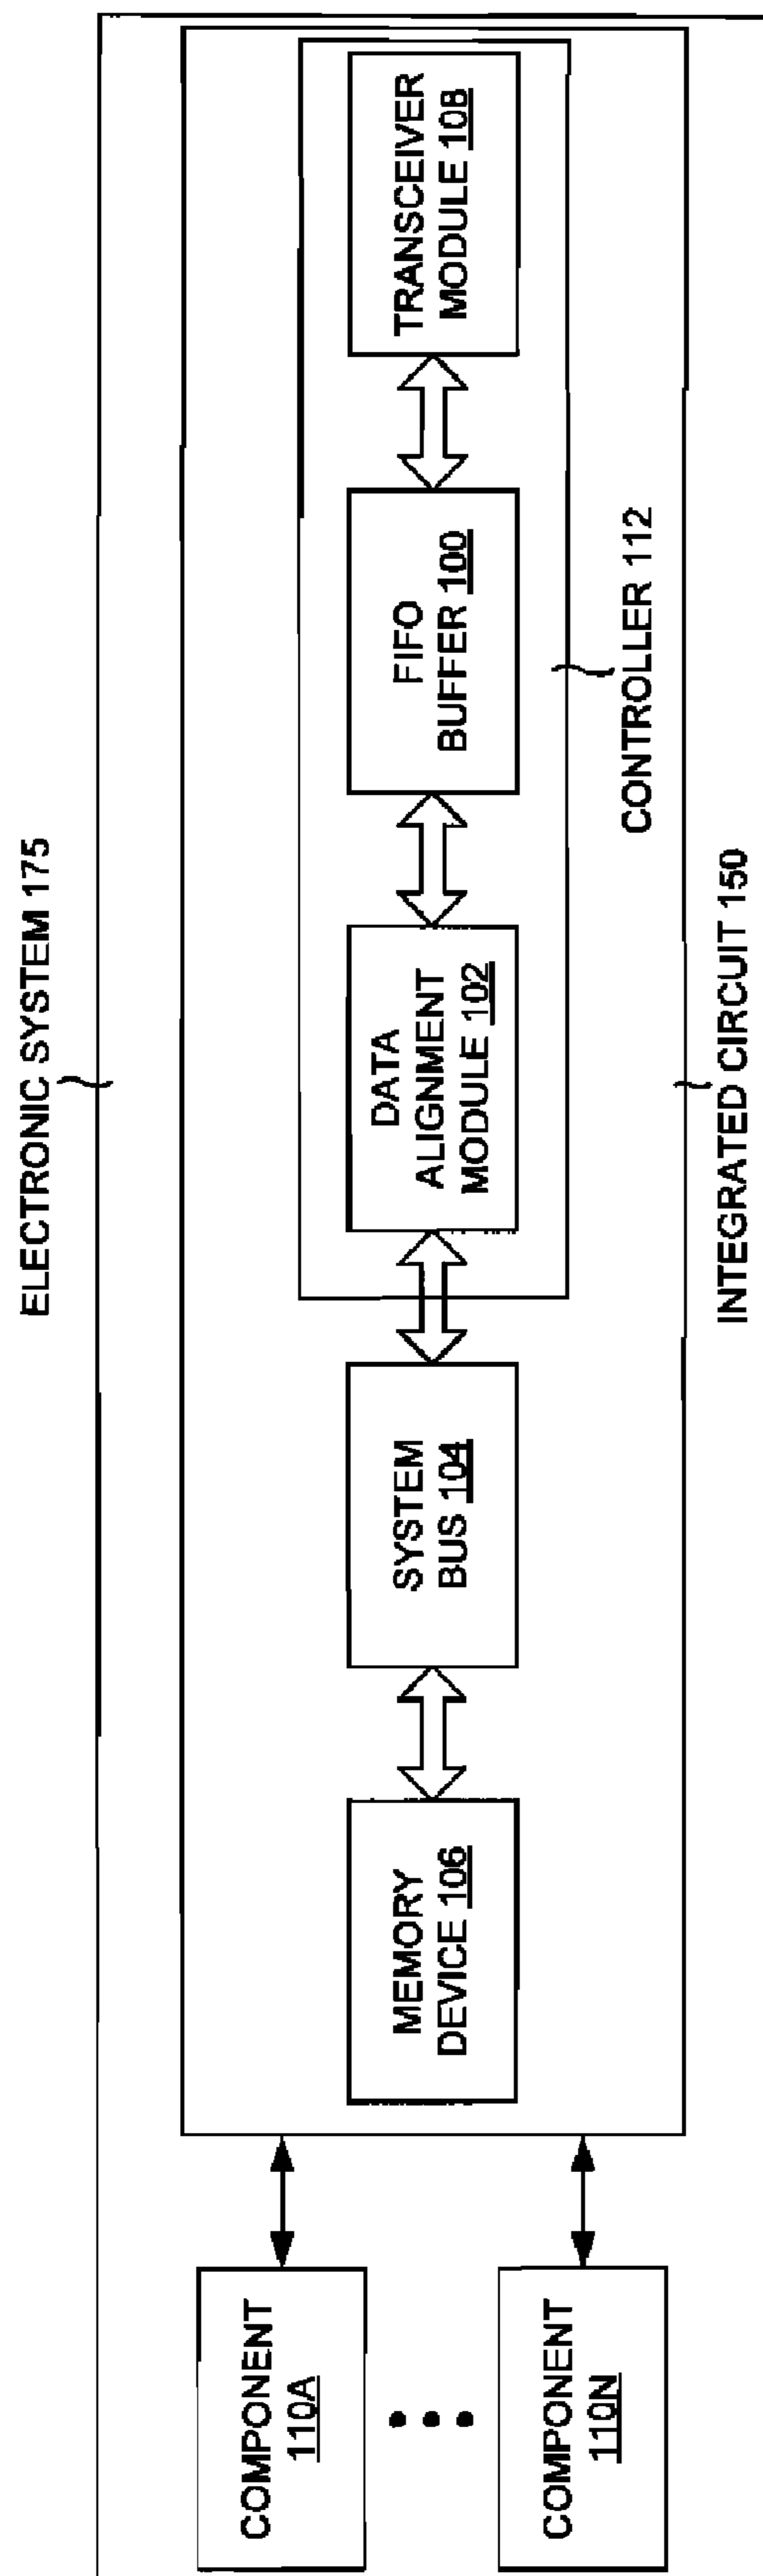 ELECTRONIC SYSTEM 175
COMPONENT
110A
COMPONENT
110N
MEMORY
DEVICE 106
SYSTEM
BUS 104
DATA
ALIGNMENT
MODULE 102
FIFO
BUFFER 100
TRANSCEIVER
MODULE 108
CONTROLLER 112
INTEGRATED CIRCUIT 150